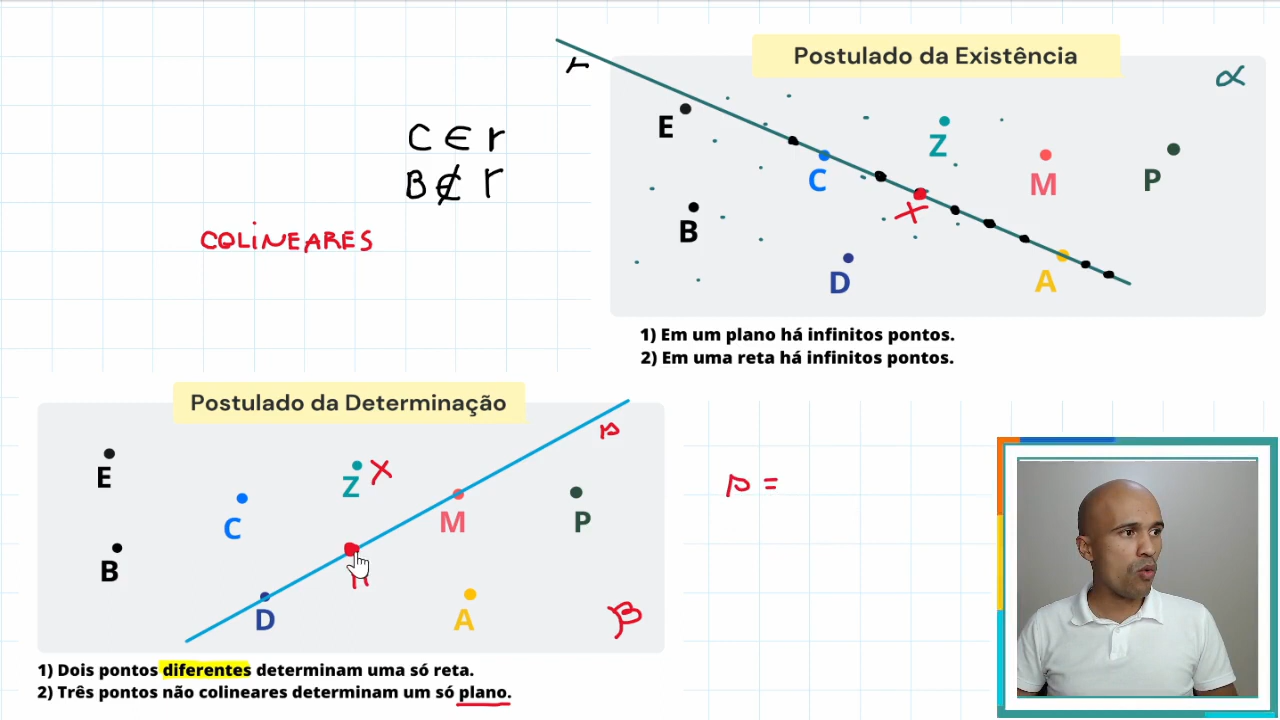 Postulado da Existência
α
r
E
Z
C
M
P
C ∈ r
B ∉ r
B
X
COLINEARES
D
A
1) Em um plano há infinitos pontos.
2) Em uma reta há infinitos pontos.
Postulado da Determinação
E
Z X
C
M
P
B
D
A
β
1) Dois pontos diferentes determinam uma só reta.
2) Três pontos não colineares determinam um só plano.